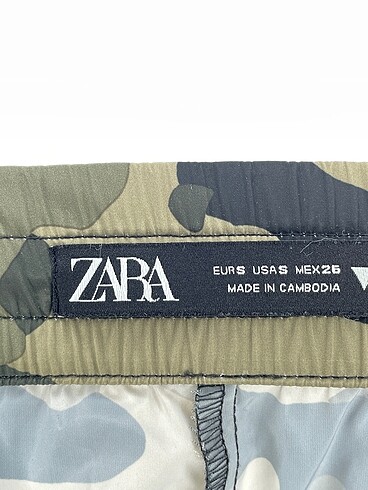 ZARA
EUR S USA S MEX 26
MADE IN CAMBODIA